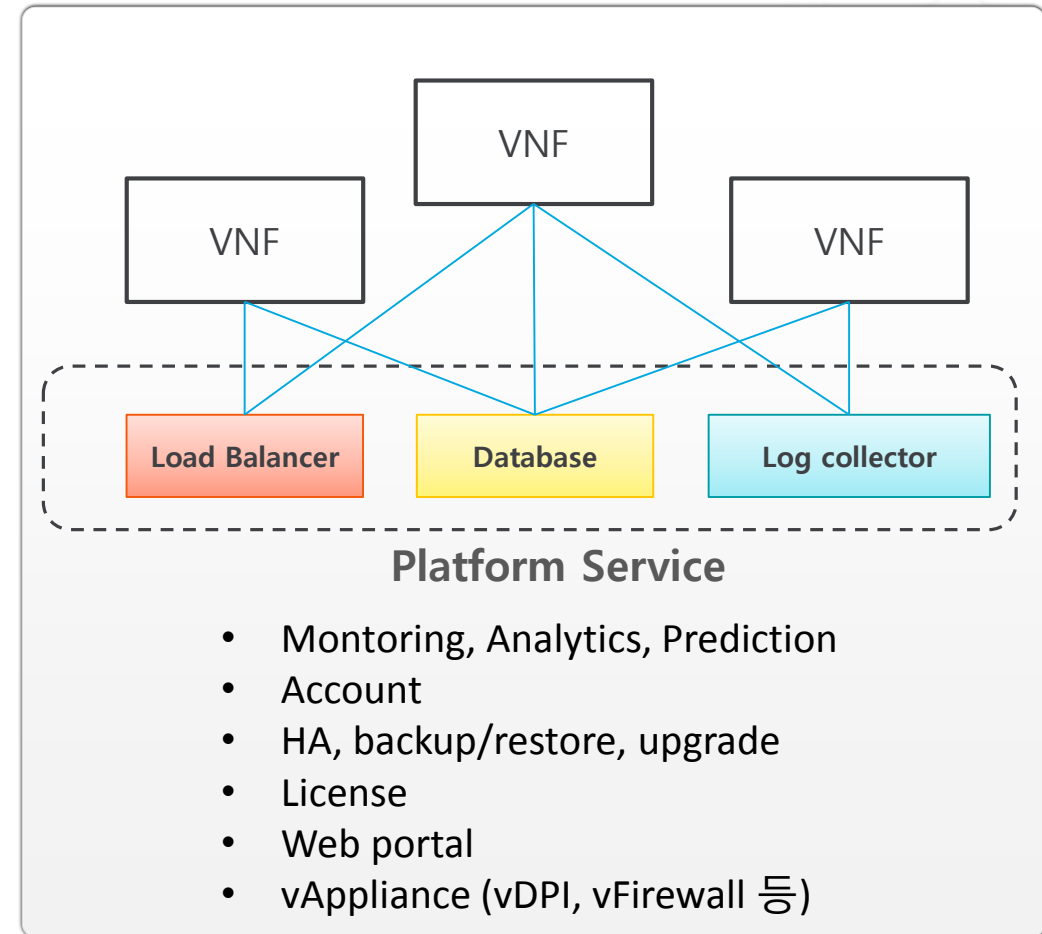 VNF
VNF
VNF
Load Balancer
Database
Log collector
Platform Service
• Montoring, Analytics, Prediction
• Account
• HA, backup/restore, upgrade
• License
• Web portal
• vAppliance (vDPI, vFirewall 등)